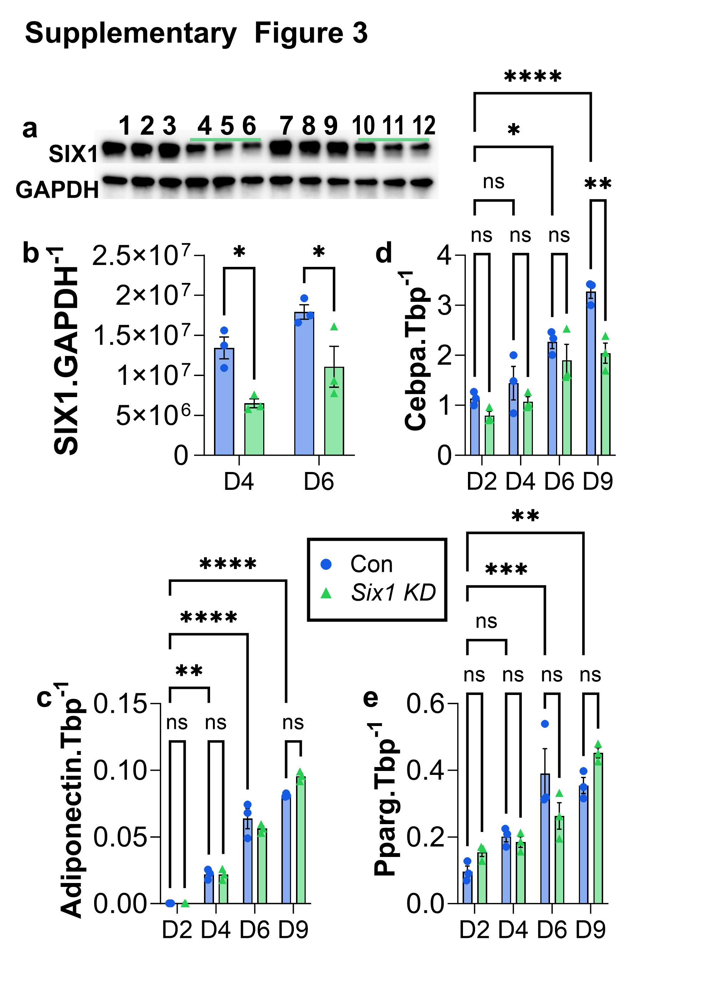 Supplementary Figure 3
a
1 2 3 4 5 6 7 8 9 10 11 12
SIX1
GAPDH
b
SIX1.GAPDH⁻¹
2.5×10⁷
2×10⁷
1.5×10⁷
1×10⁷
5×10⁶
0
* *
D4 D6
d
Cebpa.Tbp⁻¹
****
*
ns
**
ns ns ns
4
3
2
1
0
D2 D4 D6 D9
Con
Six1 KD
c
Adiponectin.Tbp⁻¹
****
****
**
ns ns ns
0.15
0.10
0.05
0.00
D2 D4 D6 D9
e
Pparg.Tbp⁻¹
**
***
ns
ns ns ns ns
0.6
0.4
0.2
0.0
D2 D4 D6 D9